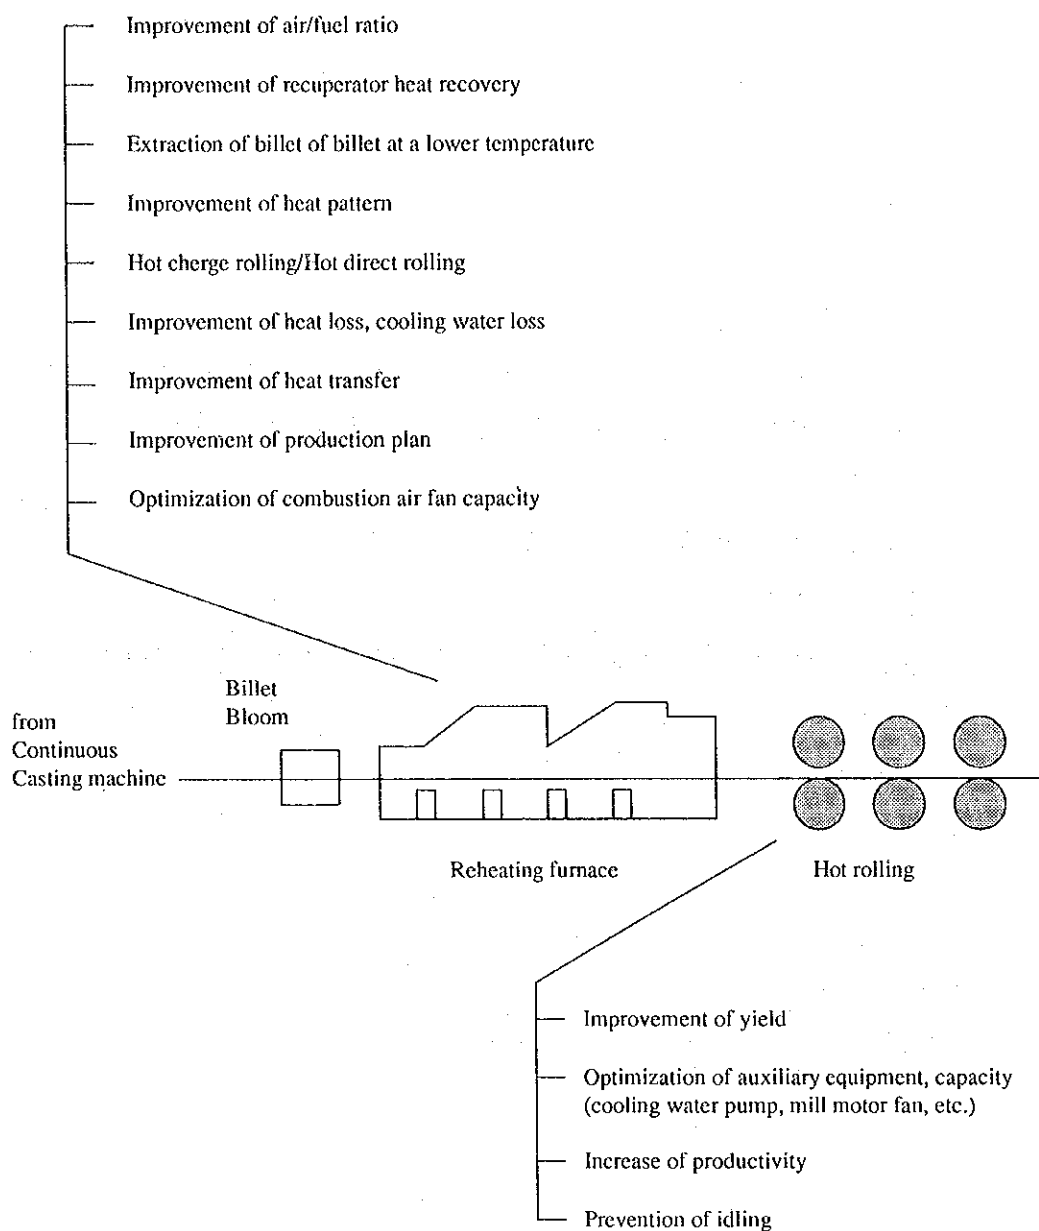 Improvement of air/fuel ratio
Improvement of recuperator heat recovery
Extraction of billet of billet at a lower temperature
Improvement of heat pattern
Hot cherge rolling/Hot direct rolling
Improvement of heat loss, cooling water loss
Improvement of heat transfer
Improvement of production plan
Optimization of combustion air fan capacity
Billet
Bloom
from
Continuous
Casting machine
Reheating furnace
Hot rolling
Improvement of yield
Optimization of auxiliary equipment, capacity
(cooling water pump, mill motor fan, etc.)
Increase of productivity
Prevention of idling